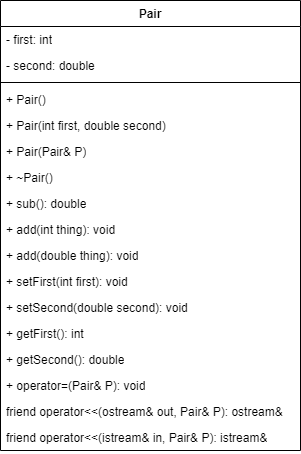 Pair
- first: int
- second: double
+ Pair()
+ Pair(int first, double second)
+ Pair(Pair& P)
+ ~Pair()
+ sub(): double
+ add(int thing): void
+ add(double thing): void
+ setFirst(int first): void
+ setSecond(double second): void
+ getFirst(): int
+ getSecond(): double
+ operator=(Pair& P): void
friend operator<<(ostream& out, Pair& P): ostream&
friend operator<<(istream& in, Pair& P): istream&